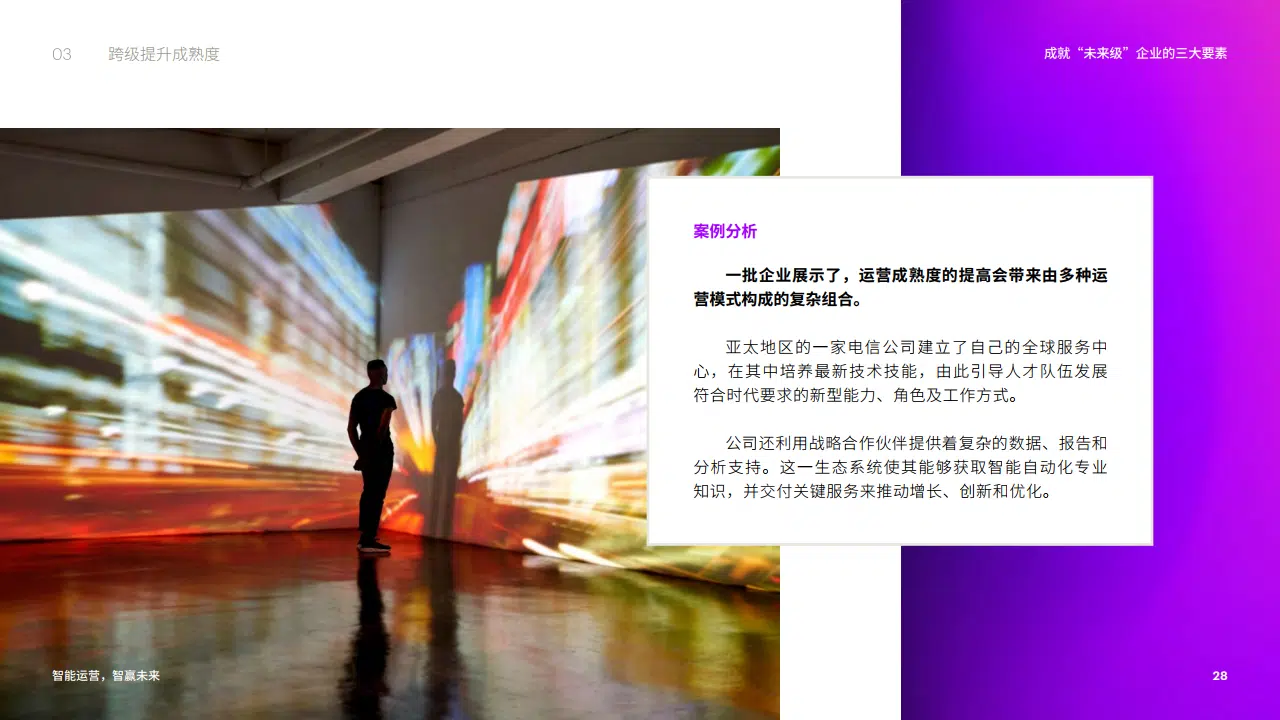 03 跨级提升成熟度
成就“未来级”企业的三大要素
案例分析
一批企业展示了，运营成熟度的提高会带来由多种运
营模式构成的复杂组合。
亚太地区的一家电信公司建立了自己的全球服务中
心，在其中培养最新技术技能，由此引导人才队伍发展
符合时代要求的新型能力、角色及工作方式。
公司还利用战略合作伙伴提供着复杂的数据、报告和
分析支持。这一生态系统使其能够获取智能自动化专业
知识，并交付关键服务来推动增长、创新和优化。
智能运营，智赢未来
28